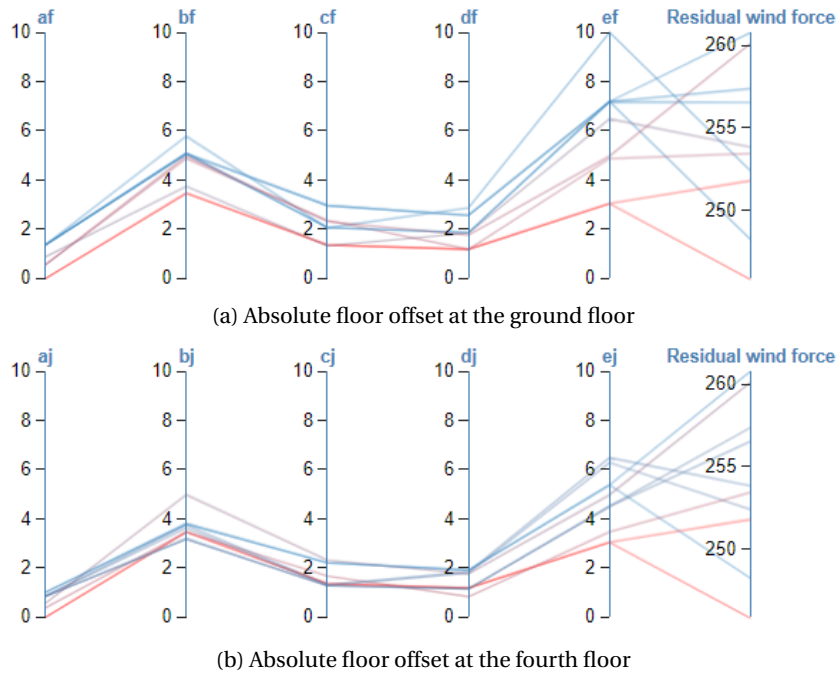 af bf cf df ef Residual wind force
10 10 10 10 10 260
8 8 8 8 8
6 6 6 6 6 255
4 4 4 4 4
2 2 2 2 2 250
0 0 0 0 0
(a) Absolute floor offset at the ground floor
aj bj cj dj ej Residual wind force
10 10 10 10 10 260
8 8 8 8 8
6 6 6 6 6 255
4 4 4 4 4
2 2 2 2 2 250
0 0 0 0 0
(b) Absolute floor offset at the fourth floor